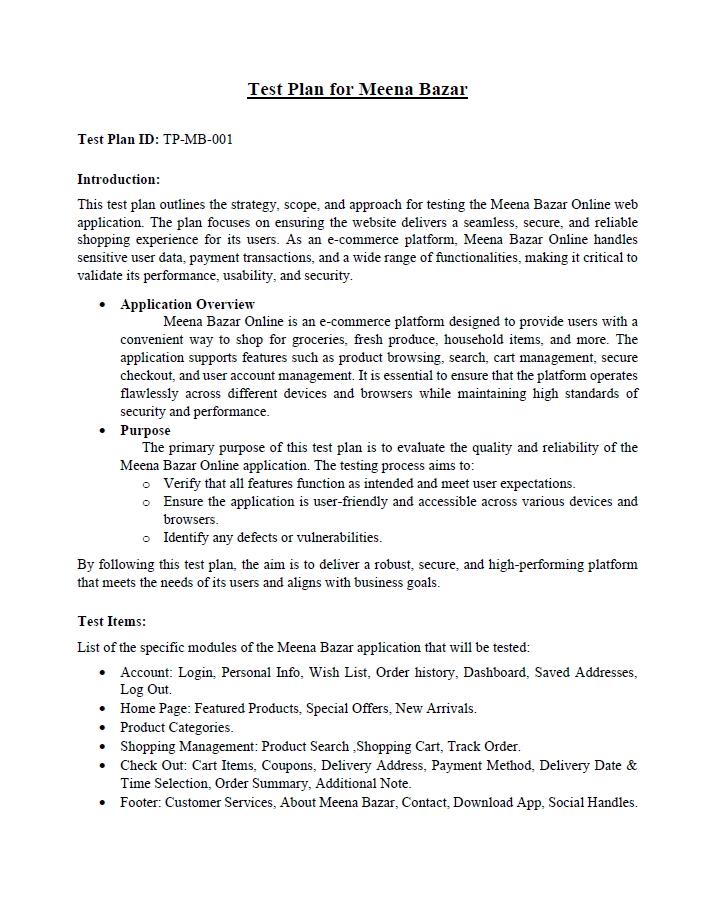 Test Plan for Meena Bazar
Test Plan ID: TP-MB-001
Introduction:
This test plan outlines the strategy, scope, and approach for testing the Meena Bazar Online web
application. The plan focuses on ensuring the website delivers a seamless, secure, and reliable
shopping experience for its users. As an e-commerce platform, Meena Bazar Online handles
sensitive user data, payment transactions, and a wide range of functionalities, making it critical to
validate its performance, usability, and security.
• Application Overview
Meena Bazar Online is an e-commerce platform designed to provide users with a
convenient way to shop for groceries, fresh produce, household items, and more. The
application supports features such as product browsing, search, cart management, secure
checkout, and user account management. It is essential to ensure that the platform operates
flawlessly across different devices and browsers while maintaining high standards of
security and performance.
• Purpose
The primary purpose of this test plan is to evaluate the quality and reliability of the
Meena Bazar Online application. The testing process aims to:
o Verify that all features function as intended and meet user expectations.
o Ensure the application is user-friendly and accessible across various devices and
browsers.
o Identify any defects or vulnerabilities.
By following this test plan, the aim is to deliver a robust, secure, and high-performing platform
that meets the needs of its users and aligns with business goals.
Test Items:
List of the specific modules of the Meena Bazar application that will be tested:
• Account: Login, Personal Info, Wish List, Order history, Dashboard, Saved Addresses,
Log Out.
• Home Page: Featured Products, Special Offers, New Arrivals.
• Product Categories.
• Shopping Management: Product Search ,Shopping Cart, Track Order.
• Check Out: Cart Items, Coupons, Delivery Address, Payment Method, Delivery Date &
Time Selection, Order Summary, Additional Note.
• Footer: Customer Services, About Meena Bazar, Contact, Download App, Social Handles.